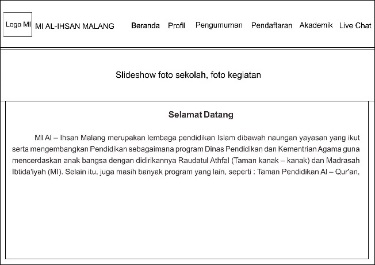 Logo MI MI AL-IHSAN MALANG Beranda Profil Pengumuman Pendaflaran Akademik Live Chat
Slideshow foto sekolah, foto kegiatan
Selamat Datang
MI Al – Ihsan Malang merupakan lembaga pendidikan Islam dibawah naungan yayasan yang ikut
serta mengembangkan Pendidikan sebagaimana program Dinas Pendidikan dan Kementrian Agama guna
mencerdaskan anak bangsa dengan didirikannya Raudatul Athfal (Taman kanak – kanak) dan Madrasah
Ibtida'iyah (MI). Selain itu, juga masih banyak program yang lain, seperti : Taman Pendidikan Al – Qur'an,